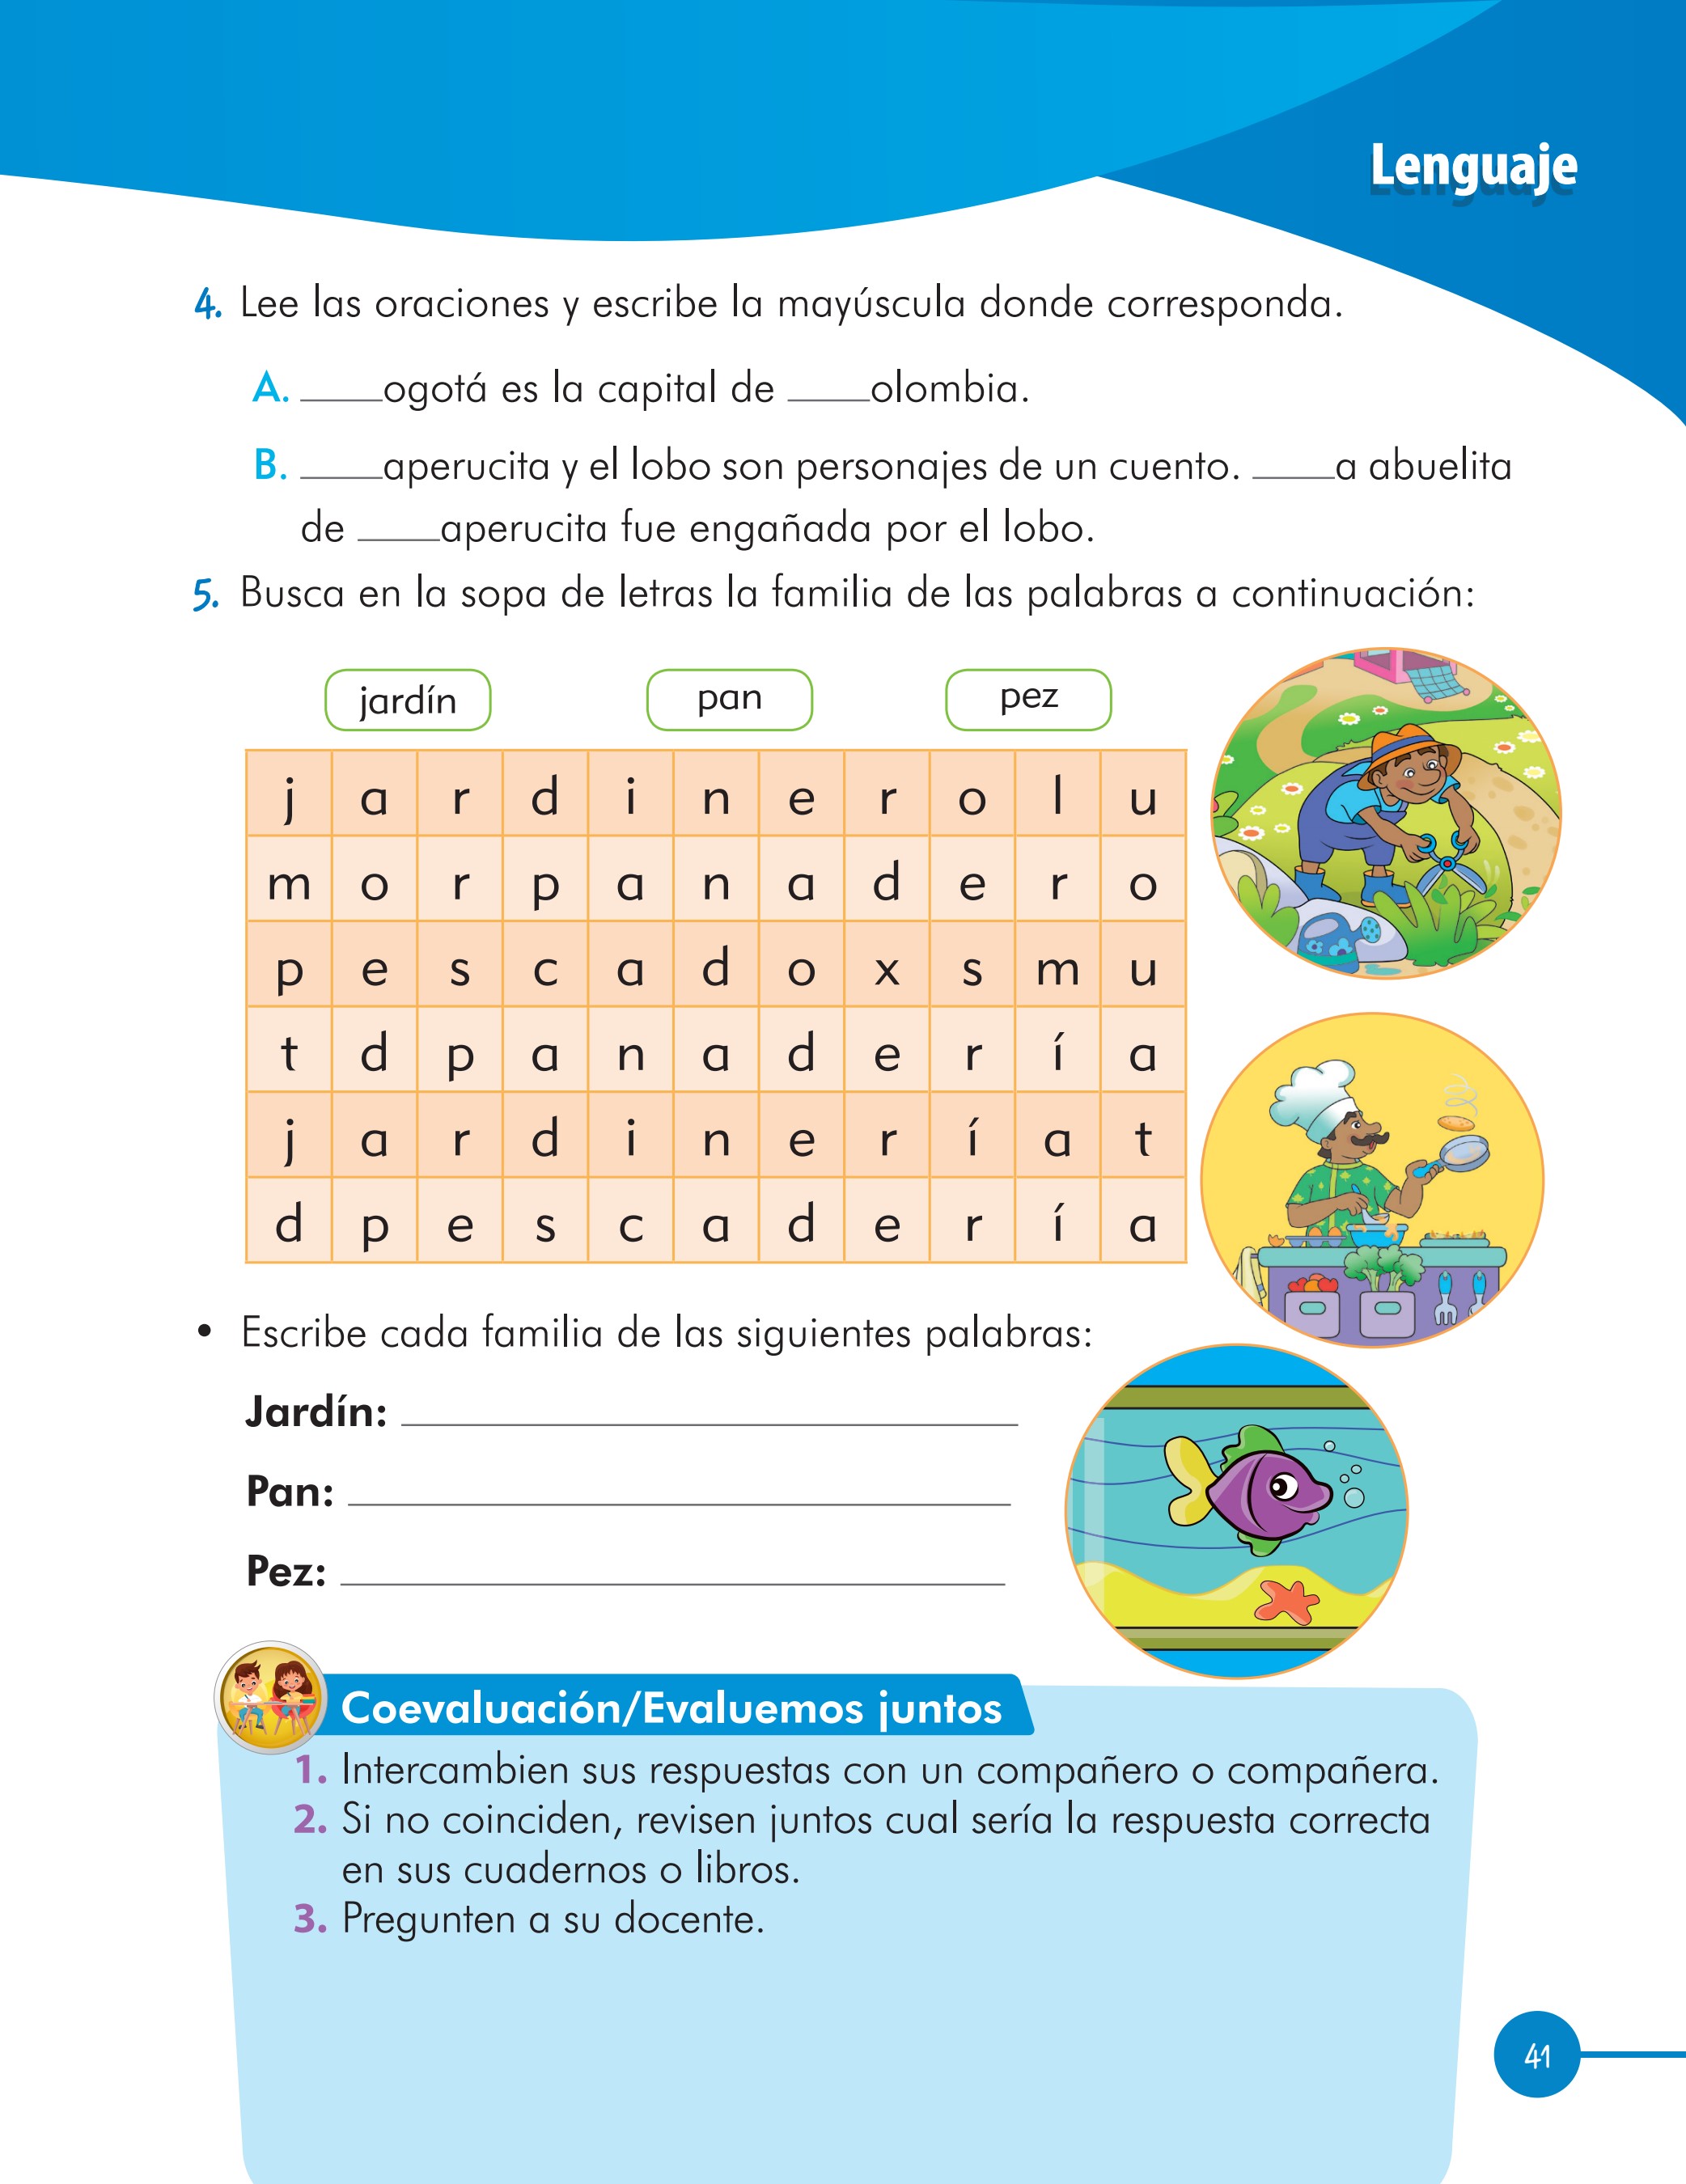 Lenguaje
4. Lee las oraciones y escribe la mayúscula donde corresponda.
A. ____ogotá es la capital de ____olombia.
B. ____aperucita y el lobo son personajes de un cuento. ____a abuelita
de ____aperucita fue engañada por el lobo.
5. Busca en la sopa de letras la familia de las palabras a continuación:
jardín pan pez
j a r d i n e r o l u
m o r p a n a d e r o
p e s c a d o x s m u
t d p a n a d e r í a
j a r d i n e r í a t
d p e s c a d e r í a
• Escribe cada familia de las siguientes palabras:
Jardín: ____
Pan: ____
Pez: ____
Coevaluación/Evaluemos juntos
1. Intercambien sus respuestas con un compañero o compañera.
2. Si no coinciden, revisen juntos cual sería la respuesta correcta
en sus cuadernos o libros.
3. Pregunten a su docente.
41